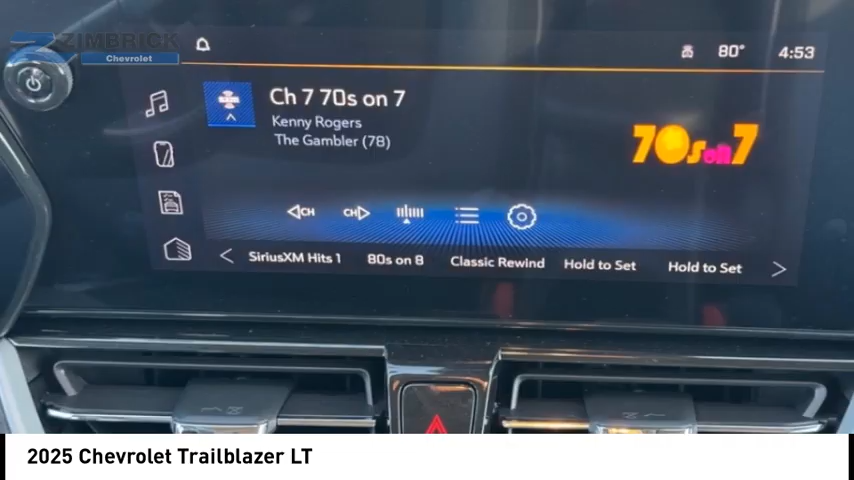 ZIMBRICK
Chevrolet
80° 4:53
Ch 7 70s on 7
Kenny Rogers
The Gambler (78)
70s on 7
CH CH
SiriusXM Hits 1 80s on 8 Classic Rewind Hold to Set Hold to Set
2025 Chevrolet Trailblazer LT